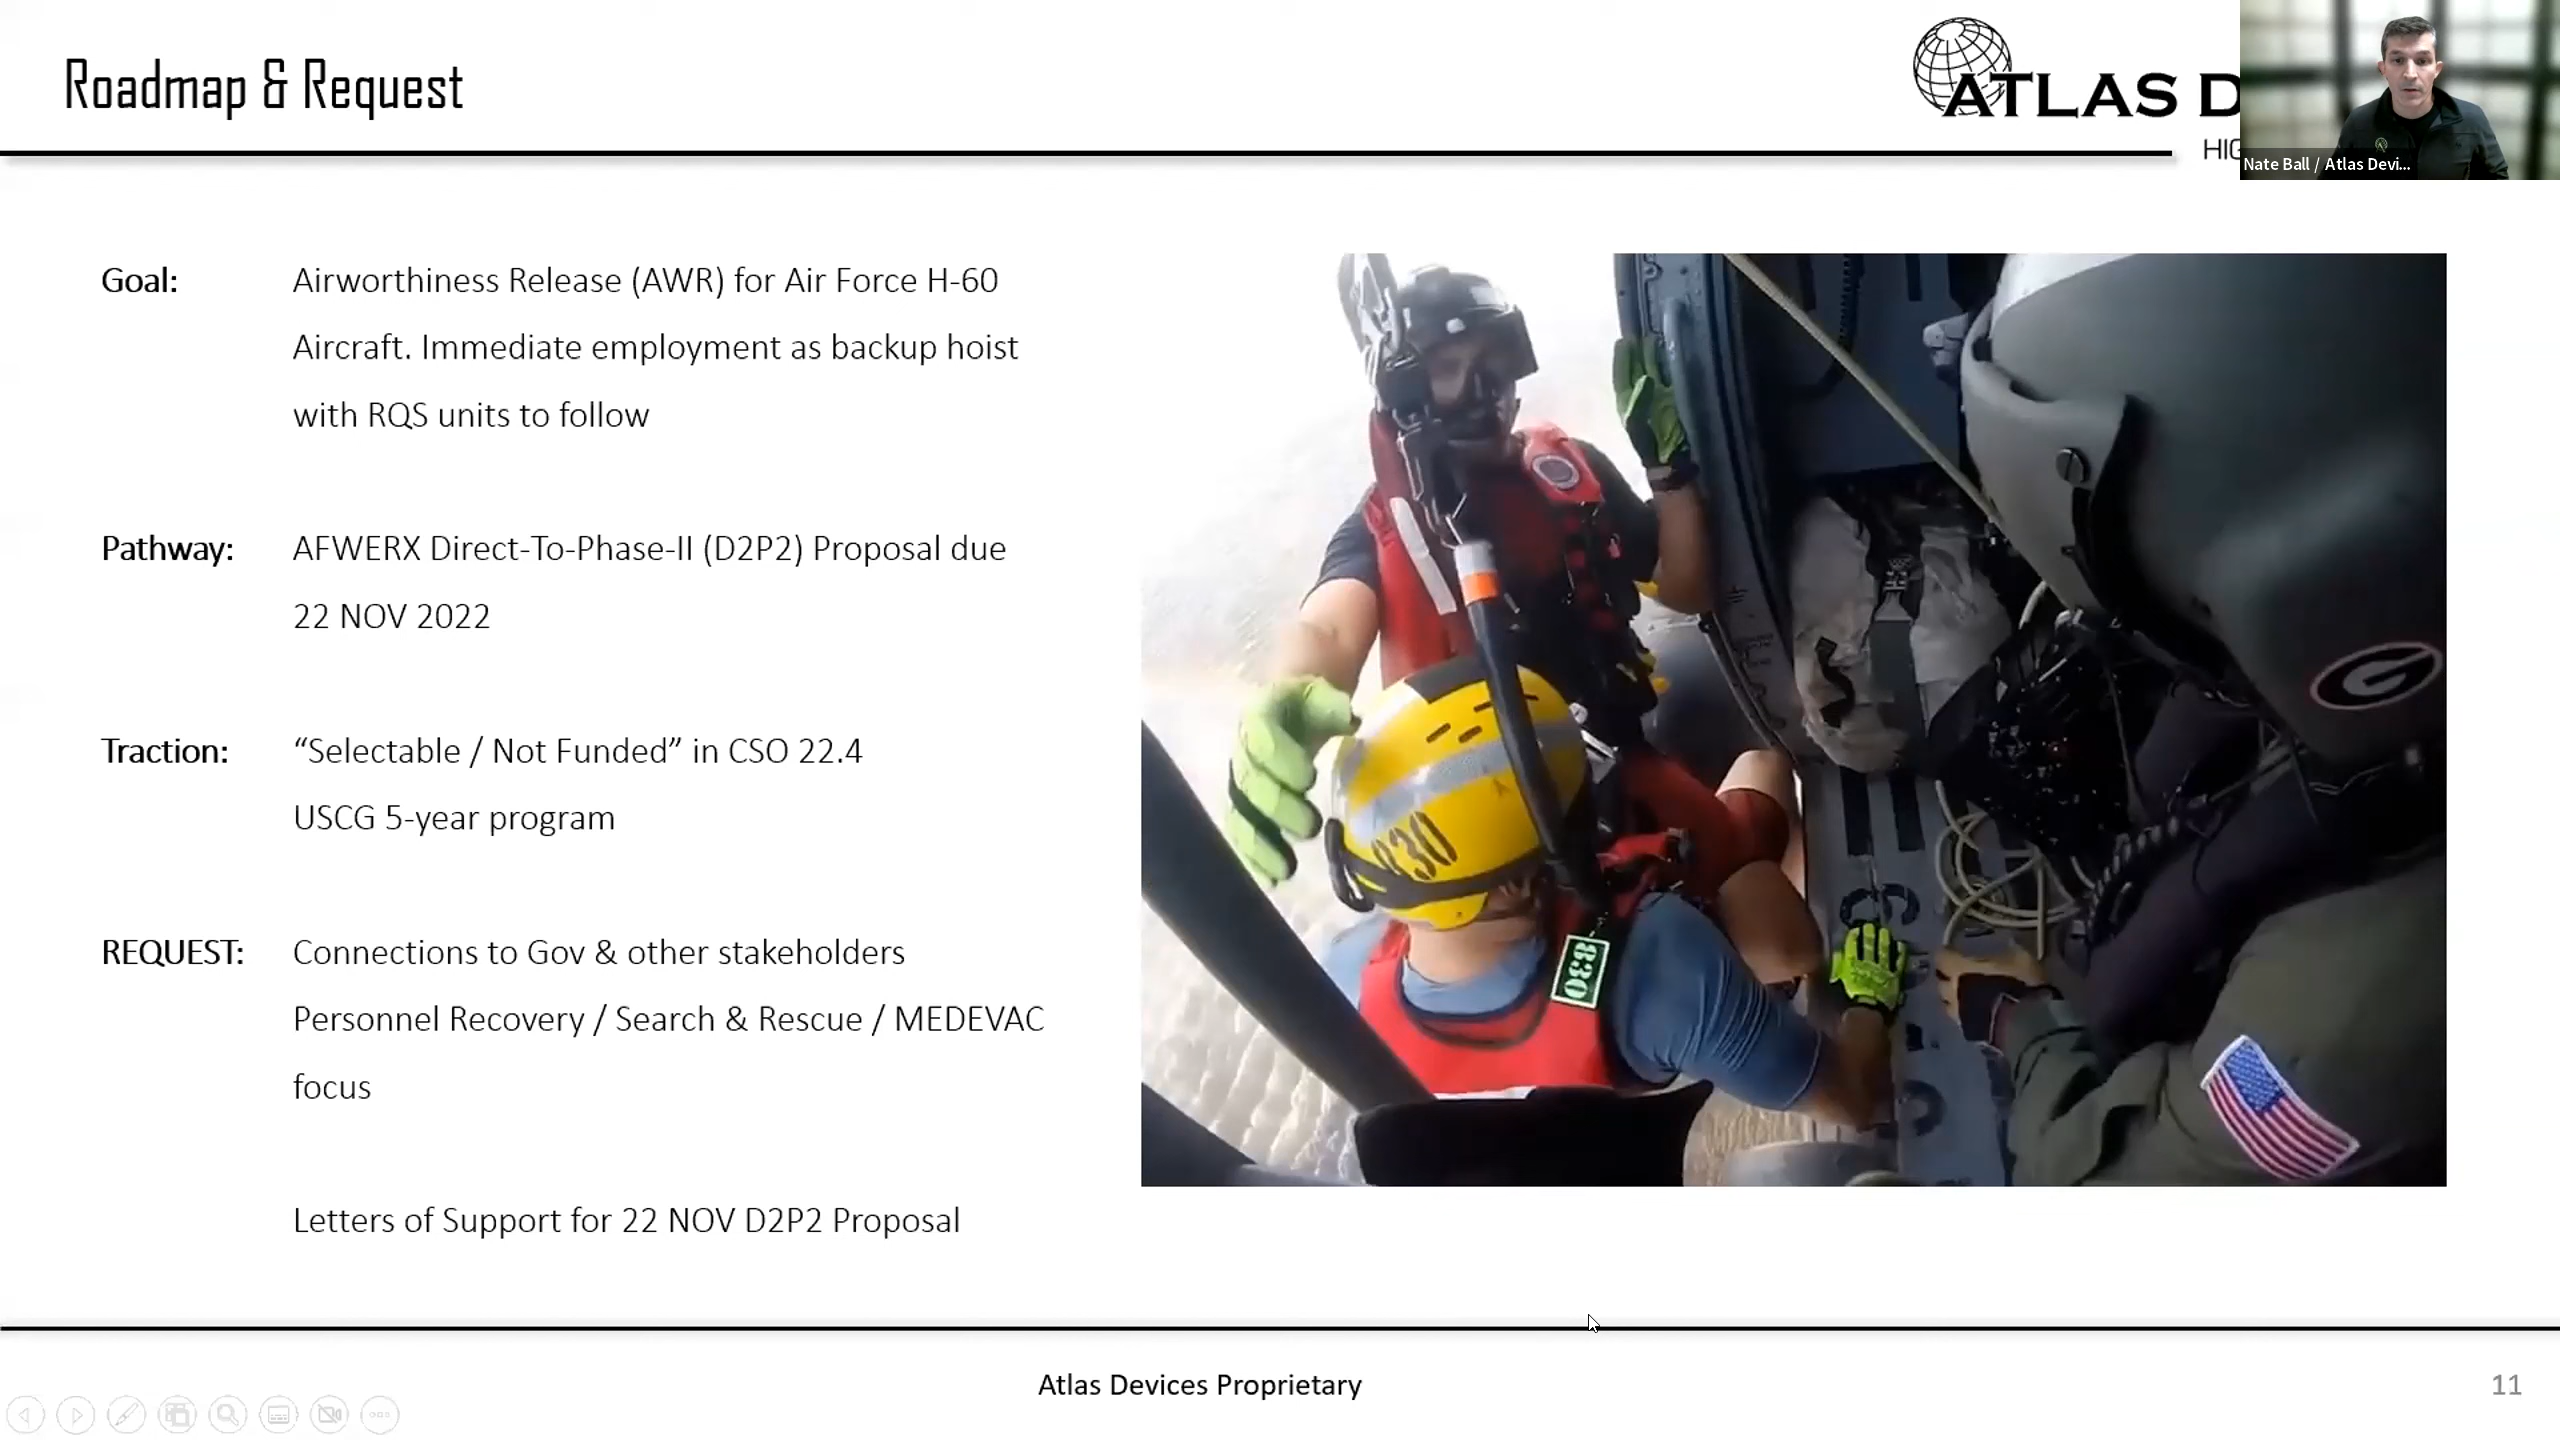 Roadmap & Request
ATLAS D
HIG
Nate Ball / Atlas Devi...
Goal: Airworthiness Release (AWR) for Air Force H-60
Aircraft. Immediate employment as backup hoist
with RQS units to follow
Pathway: AFWERX Direct-To-Phase-II (D2P2) Proposal due
22 NOV 2022
Traction: “Selectable / Not Funded” in CSO 22.4
USCG 5-year program
REQUEST: Connections to Gov & other stakeholders
Personnel Recovery / Search & Rescue / MEDEVAC
focus
Letters of Support for 22 NOV D2P2 Proposal
830
830
G
Atlas Devices Proprietary
11